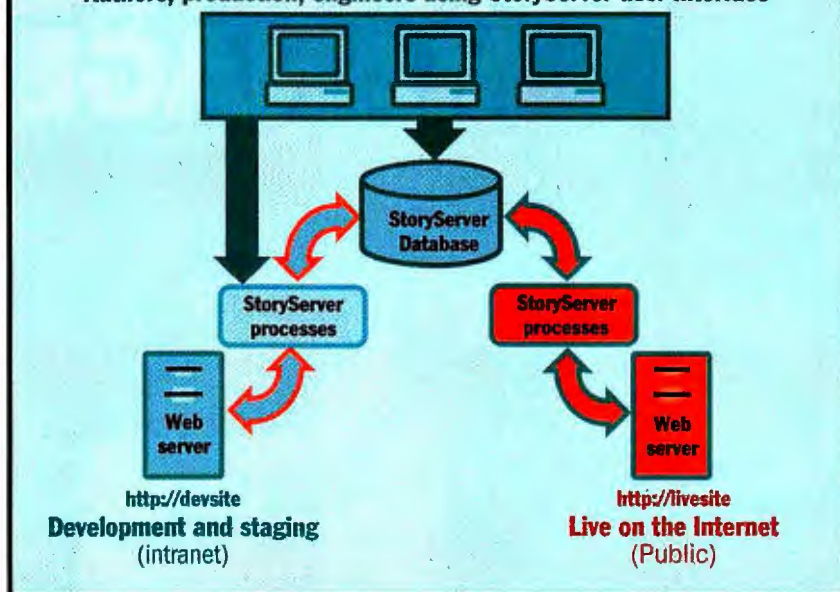 Authors, production, engineers using StoryServer user interface
StoryServer
Database
StoryServer
processes
StoryServer
processes
Web
server
Web
server
http://devsite
Development and staging
(intranet)
http://livesite
Live on the Internet
(Public)